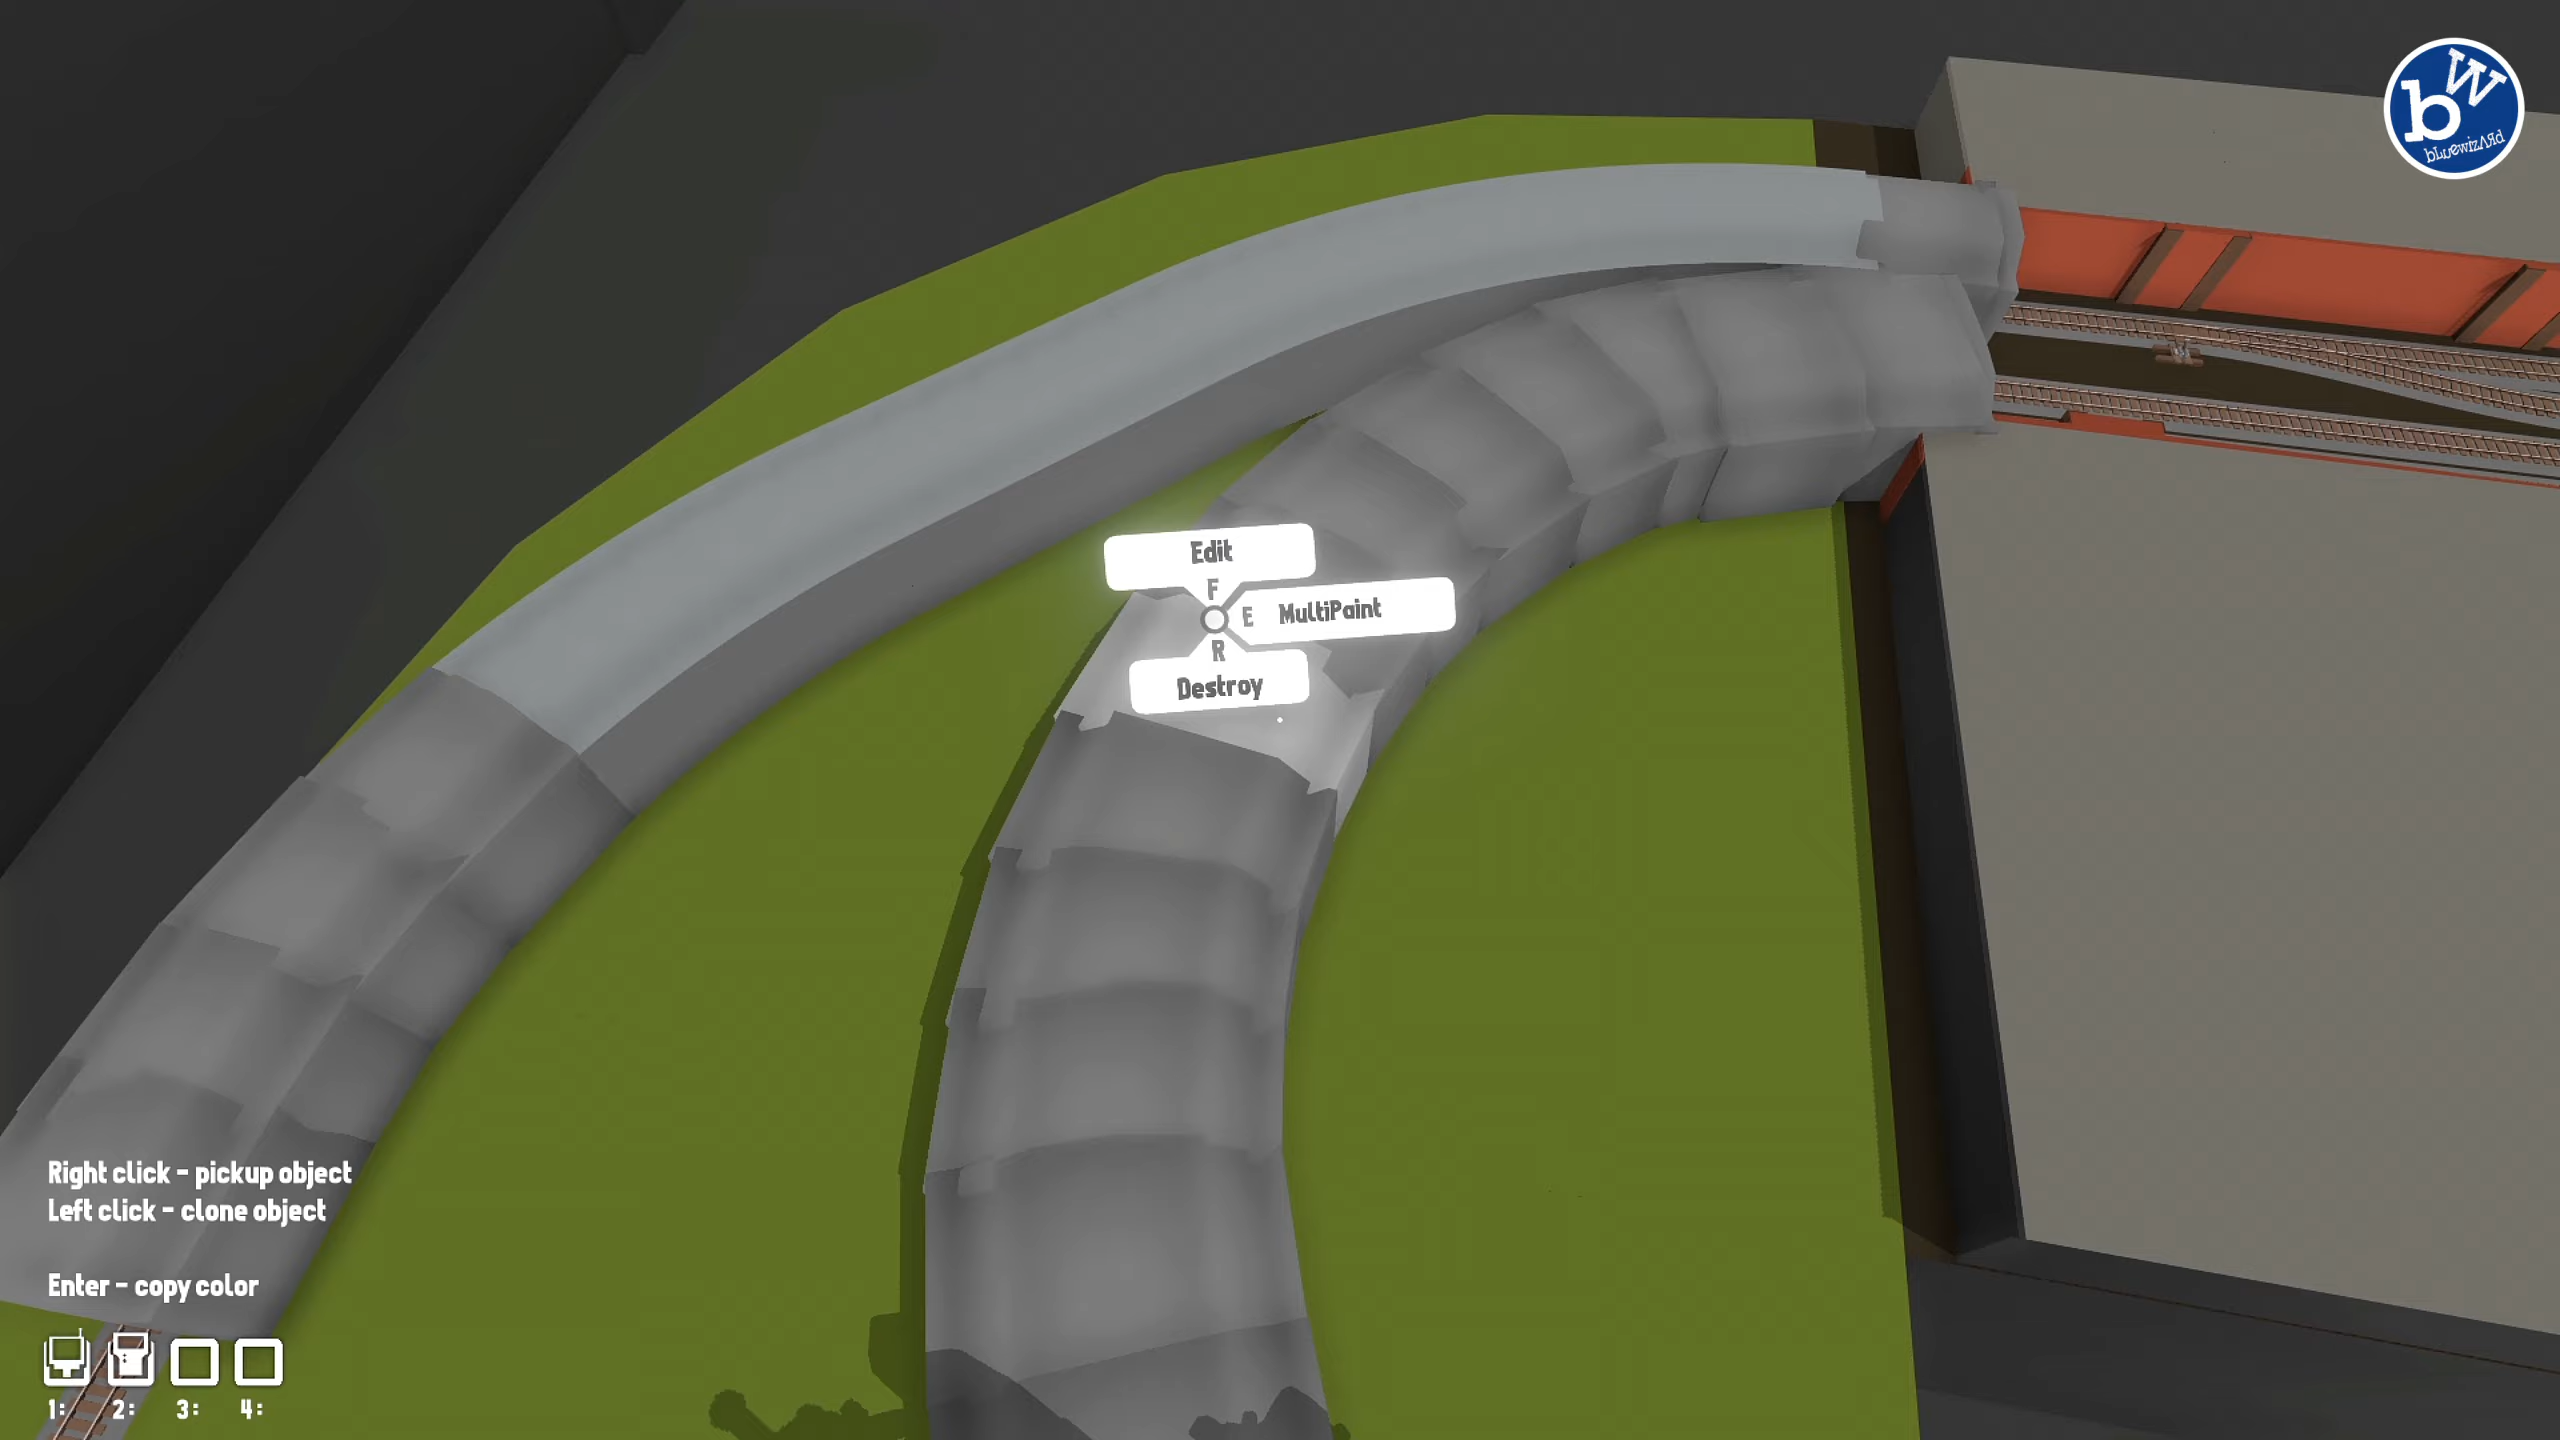 bW
bLuewizARd
Edit
F
E MultiPaint
R
Destroy
Right click - pickup object
Left click - clone object
Enter - copy color
1: 2: 3: 4: